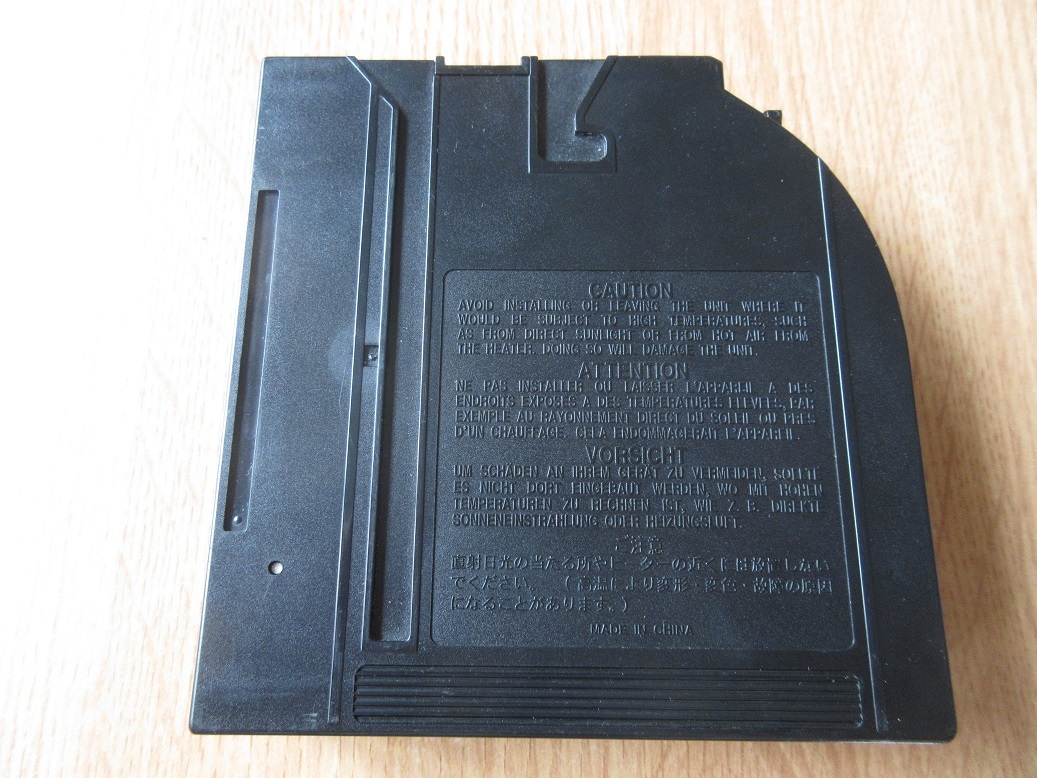 CAUTION
AVOID INSTALLING OR LEAVING THE UNIT WHERE IT
WOULD BE SUBJECT TO HIGH TEMPERATURES, SUCH
AS FROM DIRECT SUNLIGHT OR FROM HOT AIR FROM
THE HEATER. DOING SO WILL DAMAGE THE UNIT.
ATTENTION
NE PAS INSTALLER OU LAISSER L'APPAREIL A DES
ENDROITS EXPOSES A DES TEMPERATURES ELEVEES, PAR
EXEMPLE AU RAYONNEMENT DIRECT DU SOLEIL OU PRES
D'UN CHAUFFAGE. CELA ENDOMMAGERAIT L'APPAREIL.
VORSICHT
UM SCHÄDEN AN IHREM GERÄT ZU VERMEIDEN, SOLLTE
ES NICHT DORT EINGEBAUT WERDEN, WO MIT HOHEN
TEMPERATUREN ZU RECHNEN IST, WIE Z. B. DIREKTE
SONNENEINSTRAHLUNG ODER HEIZUNGSLUFT.
ご注意
直射日光の当たる所やヒーターの近くには放置しない
でください。 (高温により変形・変色・故障の原因
になることがあります。)
MADE IN CHINA